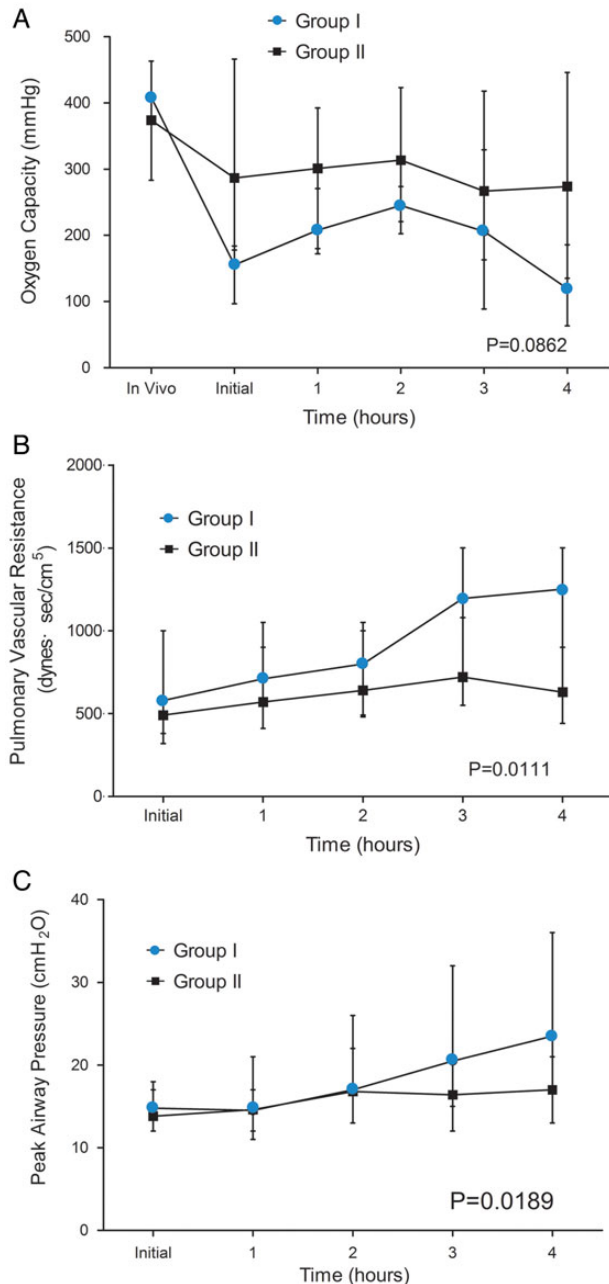 A
Group I
Group II
500
400
300
200
100
0
Oxygen Capacity (mmHg)
P=0.0862
In Vivo Initial 1 2 3 4
Time (hours)
B
2000
1500
1000
500
0
Pulmonary Vascular Resistance
(dynes· sec/cm⁵)
Group I
Group II
P=0.0111
Initial 1 2 3 4
Time (hours)
C
40
30
20
10
0
Peak Airway Pressure (cmH₂O)
Group I
Group II
P=0.0189
Initial 1 2 3 4
Time (hours)